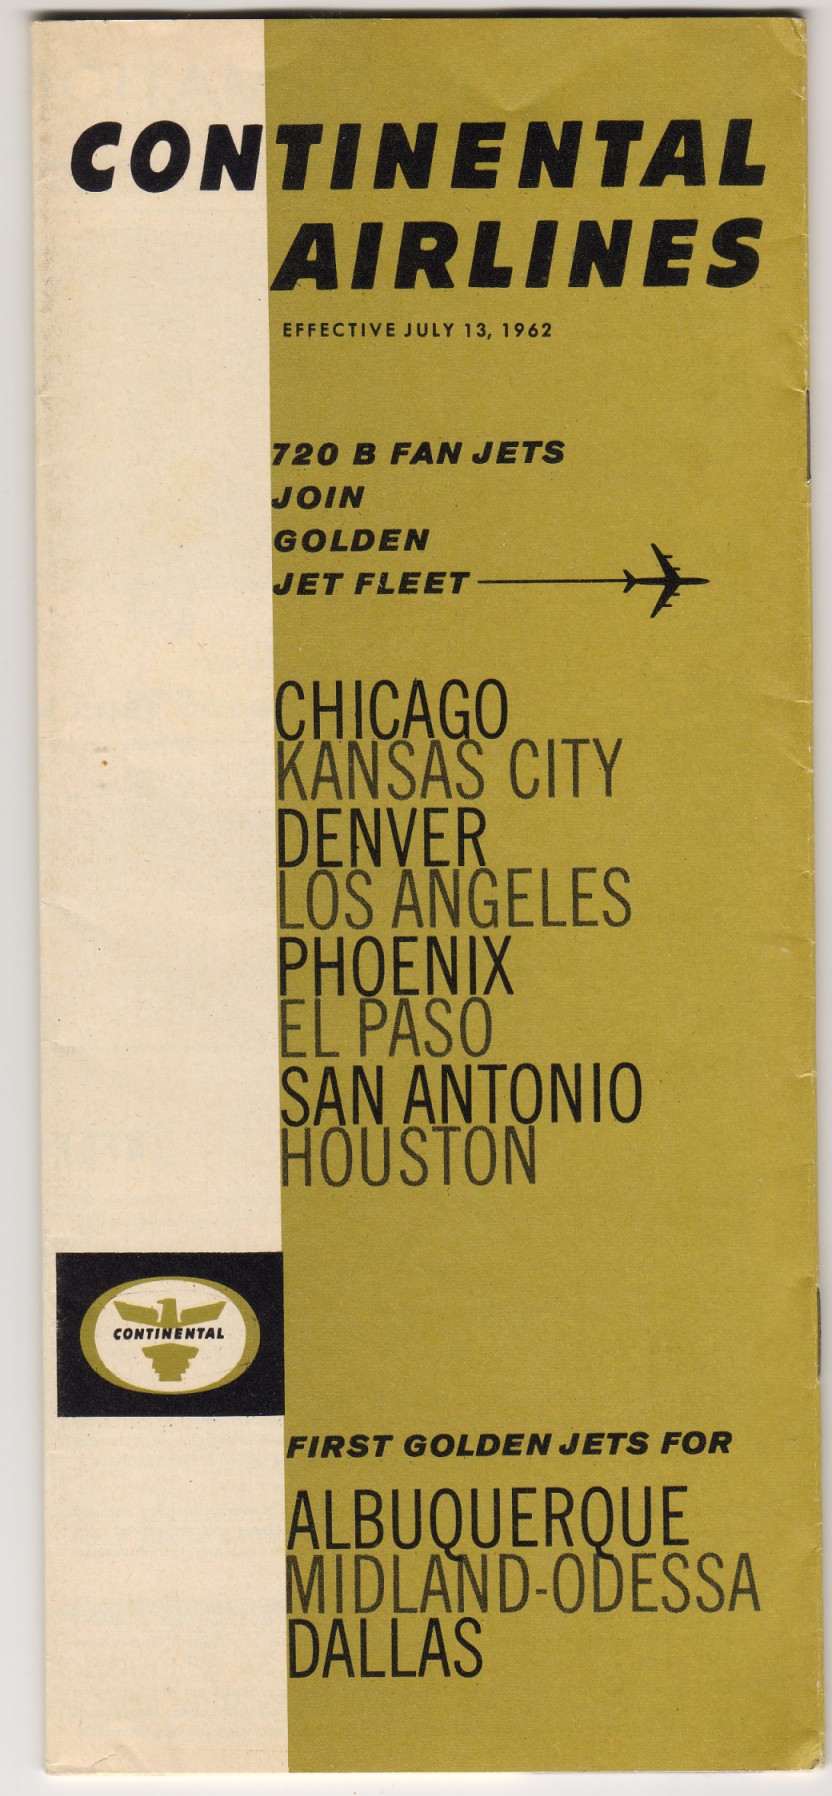 CONTINENTAL
AIRLINES
EFFECTIVE JULY 13, 1962
720 B FAN JETS
JOIN
GOLDEN
JET FLEET
CHICAGO
KANSAS CITY
DENVER
LOS ANGELES
PHOENIX
EL PASO
SAN ANTONIO
HOUSTON
CONTINENTAL
FIRST GOLDEN JETS FOR
ALBUQUERQUE
MIDLAND-ODESSA
DALLAS